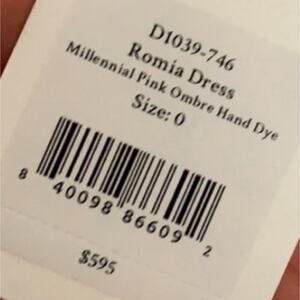 D1039-746
Romia Dress
Millennial Pink Ombre Hand Dye
Size: 0
8 40098 86609 2
$595